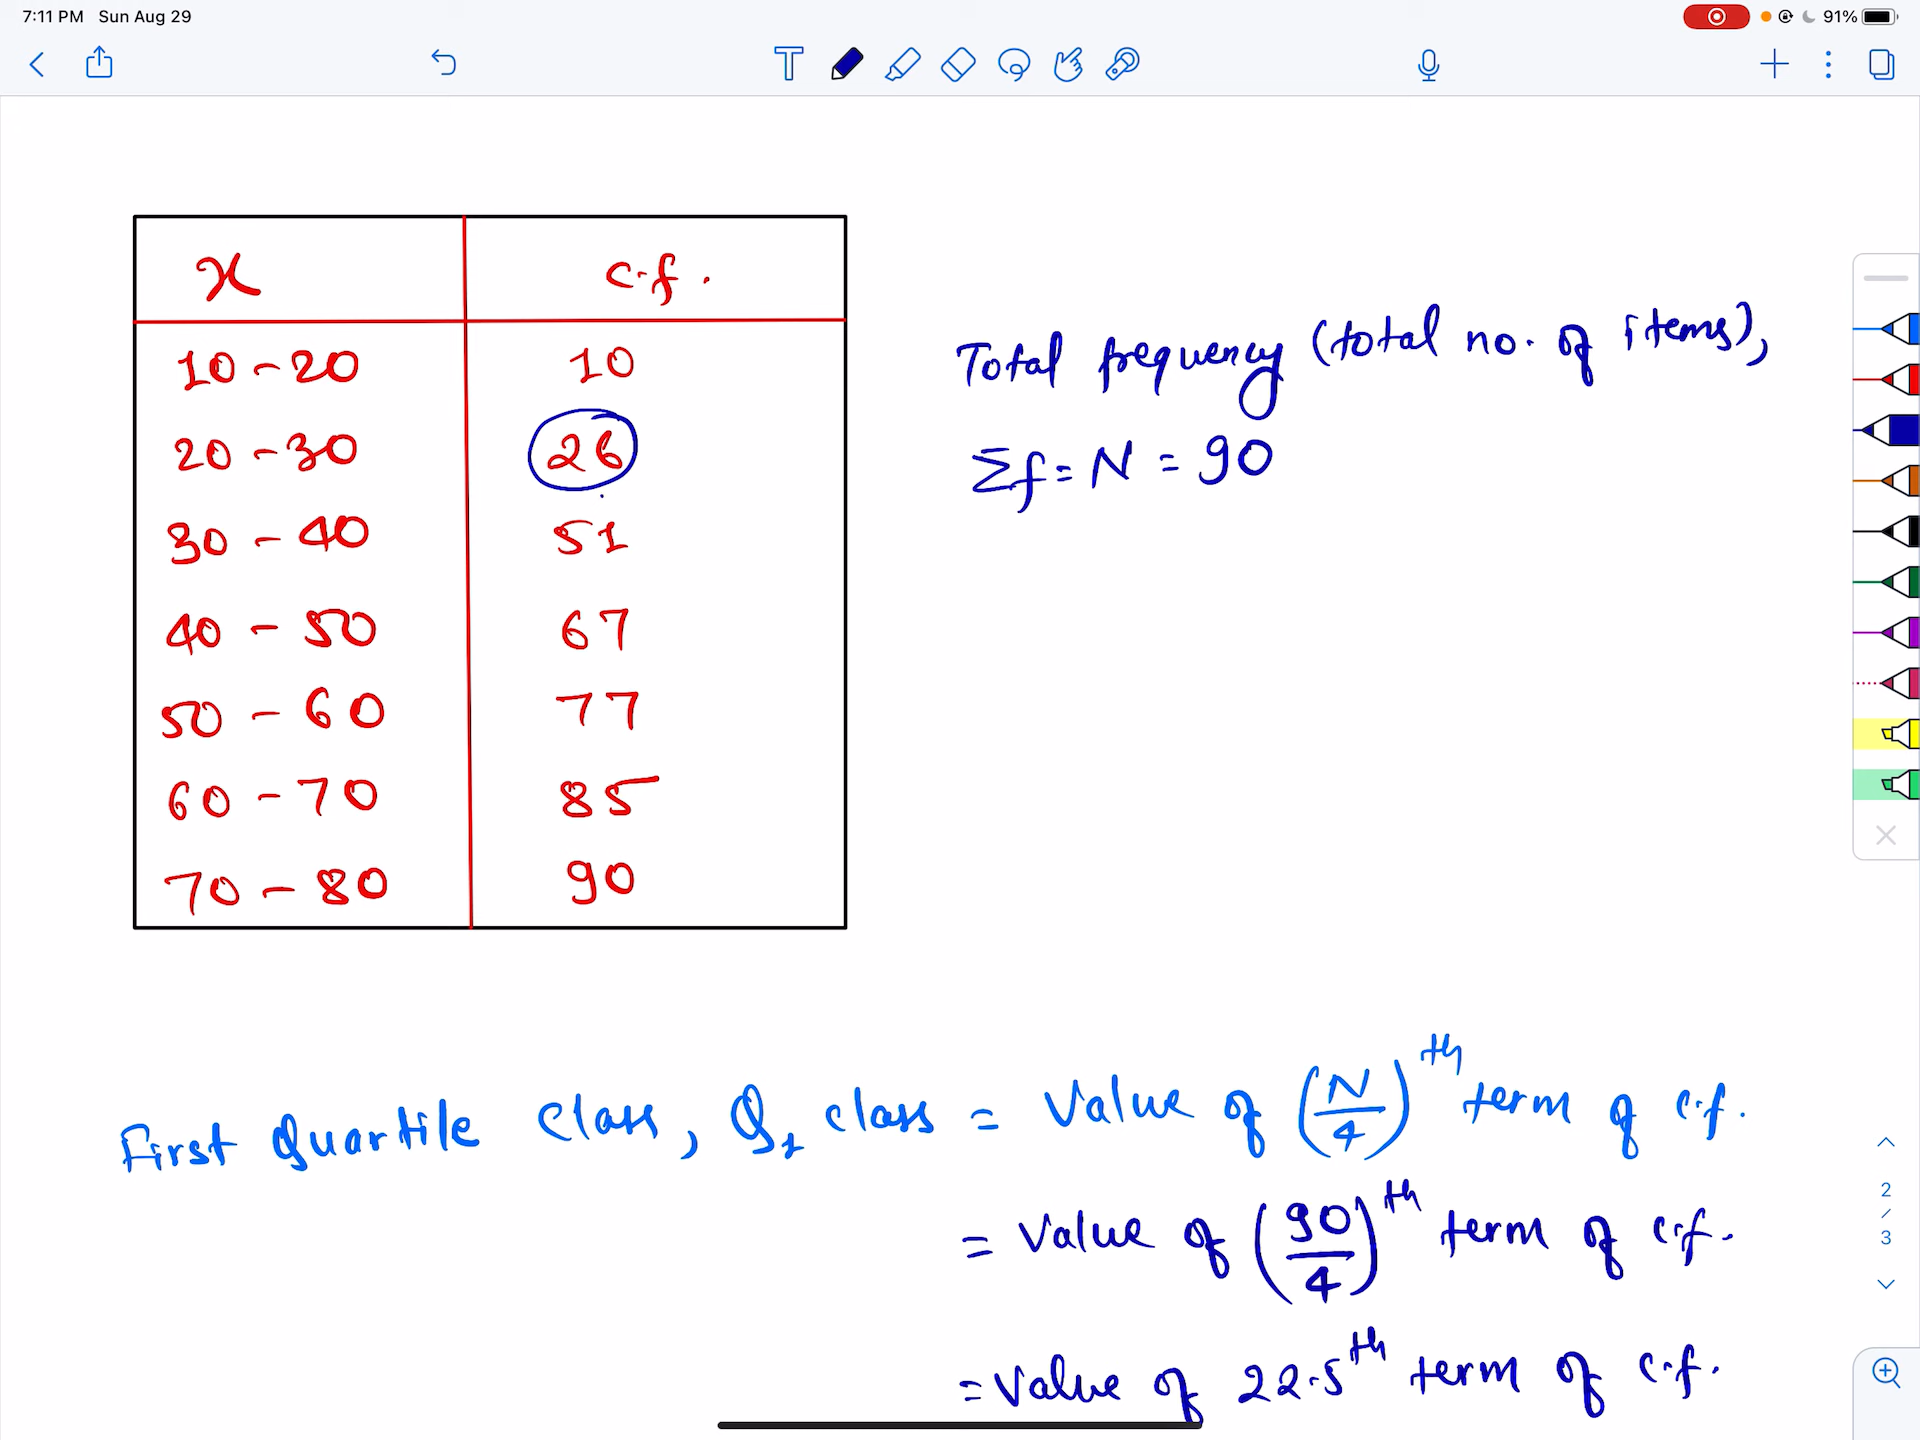 7:11 PM Sun Aug 29
91%
x c.f.
10 - 20 10
20 - 30 26
30 - 40 51
40 - 50 67
50 - 60 77
60 - 70 85
70 - 80 90
Total frequency (total no. of items),
Σf = N = 90
First Quartile Class, Q₁ class = Value of (N/4)th term of c.f.
= Value of (90/4)th term of c.f.
= Value of 22.5th term of c.f.
2
/
3